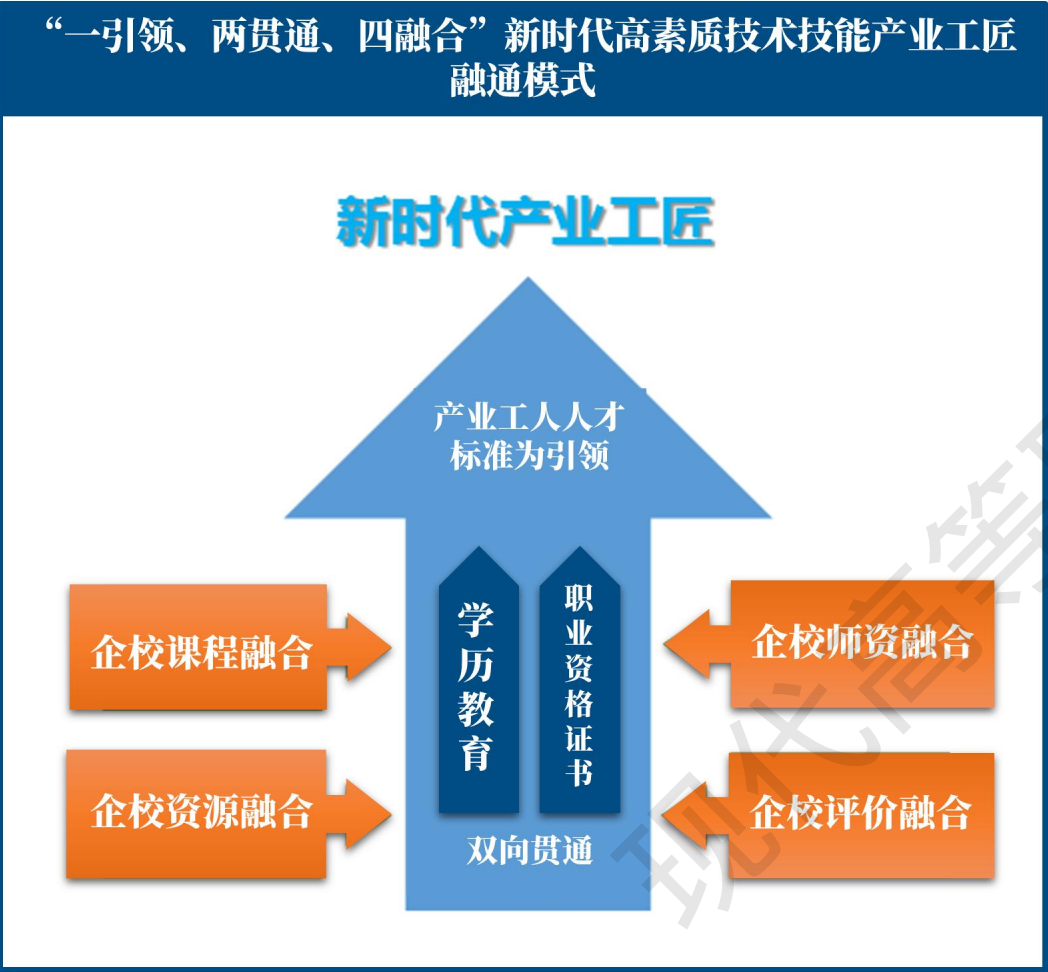 “一引领、两贯通、四融合”新时代高素质技术技能产业工匠
融通模式
新时代产业工匠
产业工人人才
标准为引领
学历教育
职业资格证书
双向贯通
企校课程融合
企校资源融合
企校师资融合
企校评价融合
现代高等